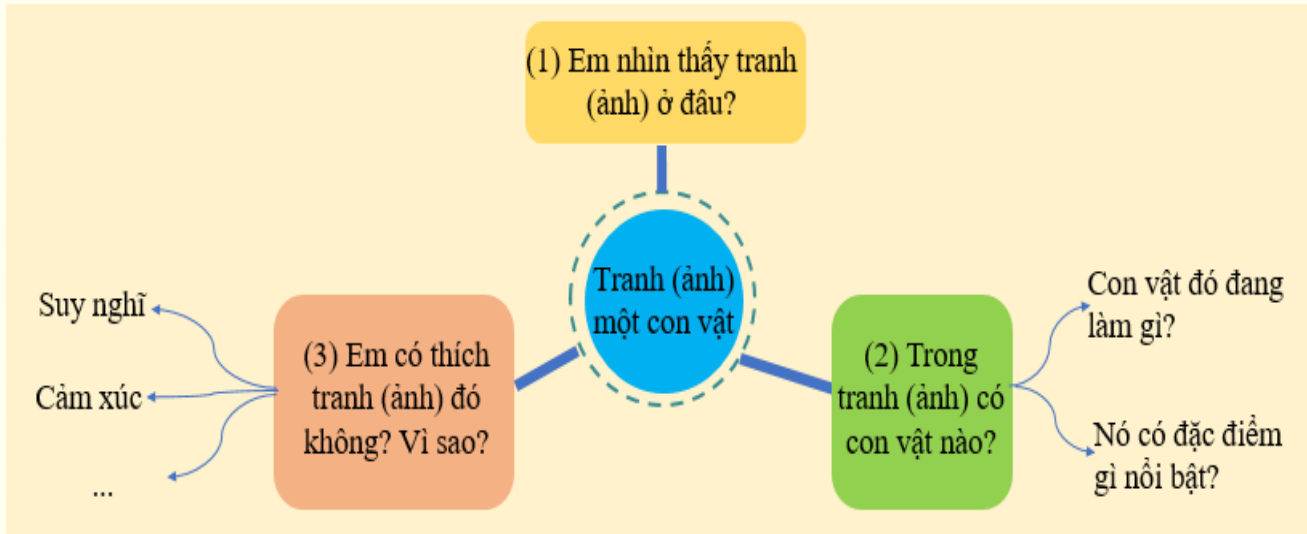 (1) Em nhìn thấy tranh
(ảnh) ở đâu?
Tranh (ảnh)
một con vật
(2) Trong
tranh (ảnh) có
con vật nào?
Con vật đó đang
làm gì?
Nó có đặc điểm
gì nổi bật?
(3) Em có thích
tranh (ảnh) đó
không? Vì sao?
Suy nghĩ
Cảm xúc
...